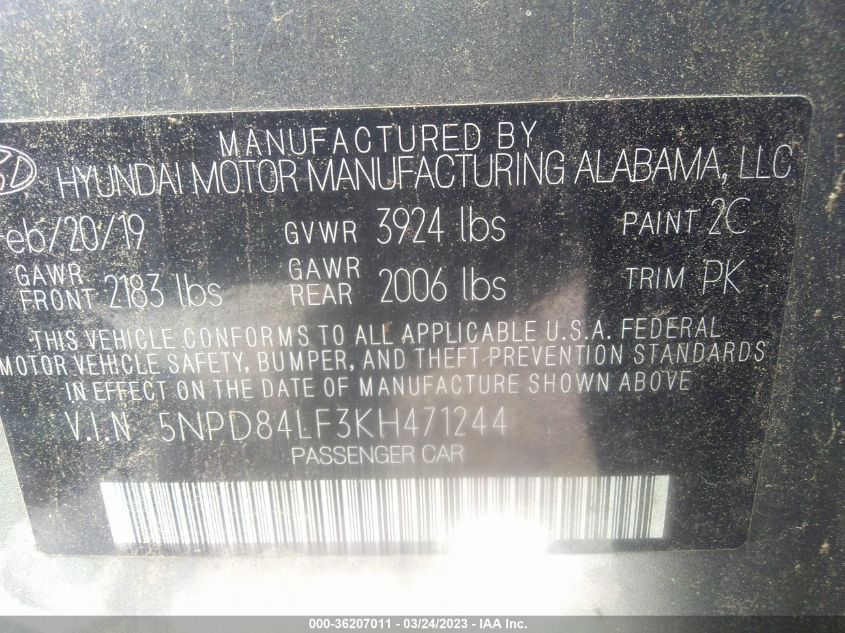 MANUFACTURED BY
HYUNDAI MOTOR MANUFACTURING ALABAMA, LLC
eb/20/19 GVWR 3924 lbs PAINT 2C
GAWR FRONT 2183 lbs GAWR REAR 2006 lbs TRIM PK
THIS VEHICLE CONFORMS TO ALL APPLICABLE U.S.A. FEDERAL
MOTOR VEHICLE SAFETY, BUMPER, AND THEFT PREVENTION STANDARDS
IN EFFECT ON THE DATE OF MANUFACTURE SHOWN ABOVE.
V.I.N 5NPD84LF3KH471244
PASSENGER CAR
000-36207011 - 03/24/2023 - IAA Inc.